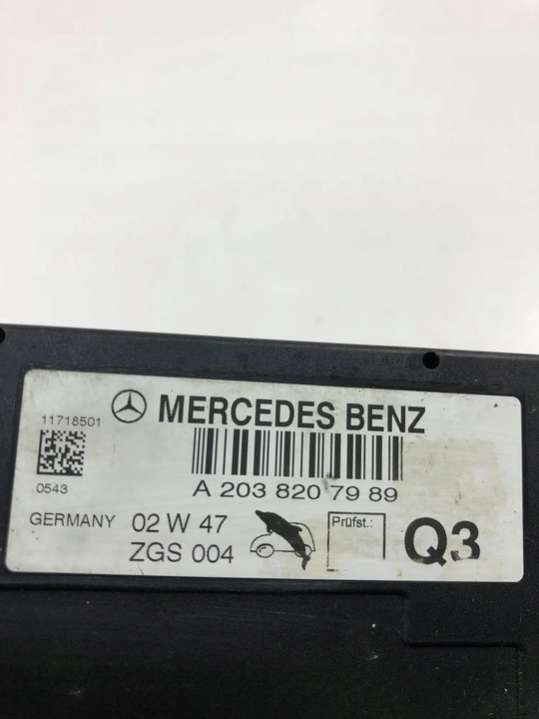 MERCEDES BENZ
11718501
0543
A 203 820 79 89
GERMANY 02 W 47
ZGS 004
Prüfst.:
Q3